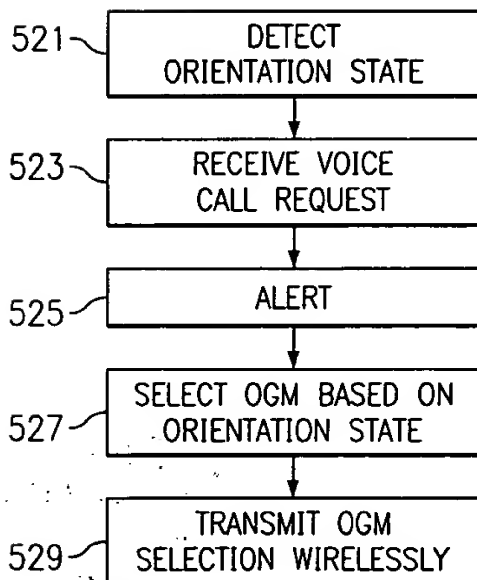 521
DETECT
ORIENTATION STATE
523
RECEIVE VOICE
CALL REQUEST
525
ALERT
527
SELECT OGM BASED ON
ORIENTATION STATE
529
TRANSMIT OGM
SELECTION WIRELESSLY